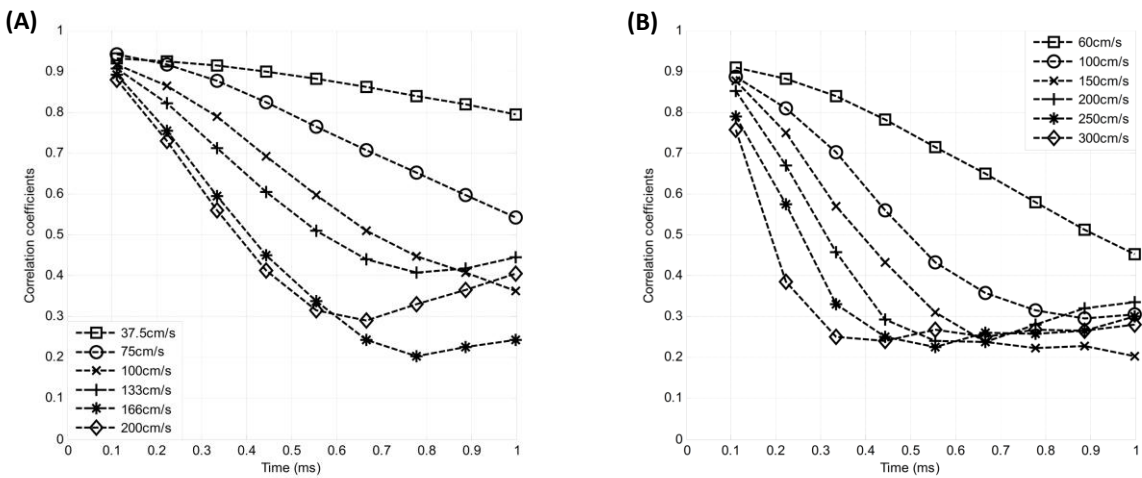 (A)
1
0.9
0.8
0.7
0.6
0.5
0.4
0.3
0.2
0.1
0
Correlation coefficients
37.5cm/s
75cm/s
100cm/s
133cm/s
166cm/s
200cm/s
0 0.1 0.2 0.3 0.4 0.5 0.6 0.7 0.8 0.9 1
Time (ms)
(B)
1
0.9
0.8
0.7
0.6
0.5
0.4
0.3
0.2
0.1
0
Correlation coefficients
60cm/s
100cm/s
150cm/s
200cm/s
250cm/s
300cm/s
0 0.1 0.2 0.3 0.4 0.5 0.6 0.7 0.8 0.9 1
Time (ms)